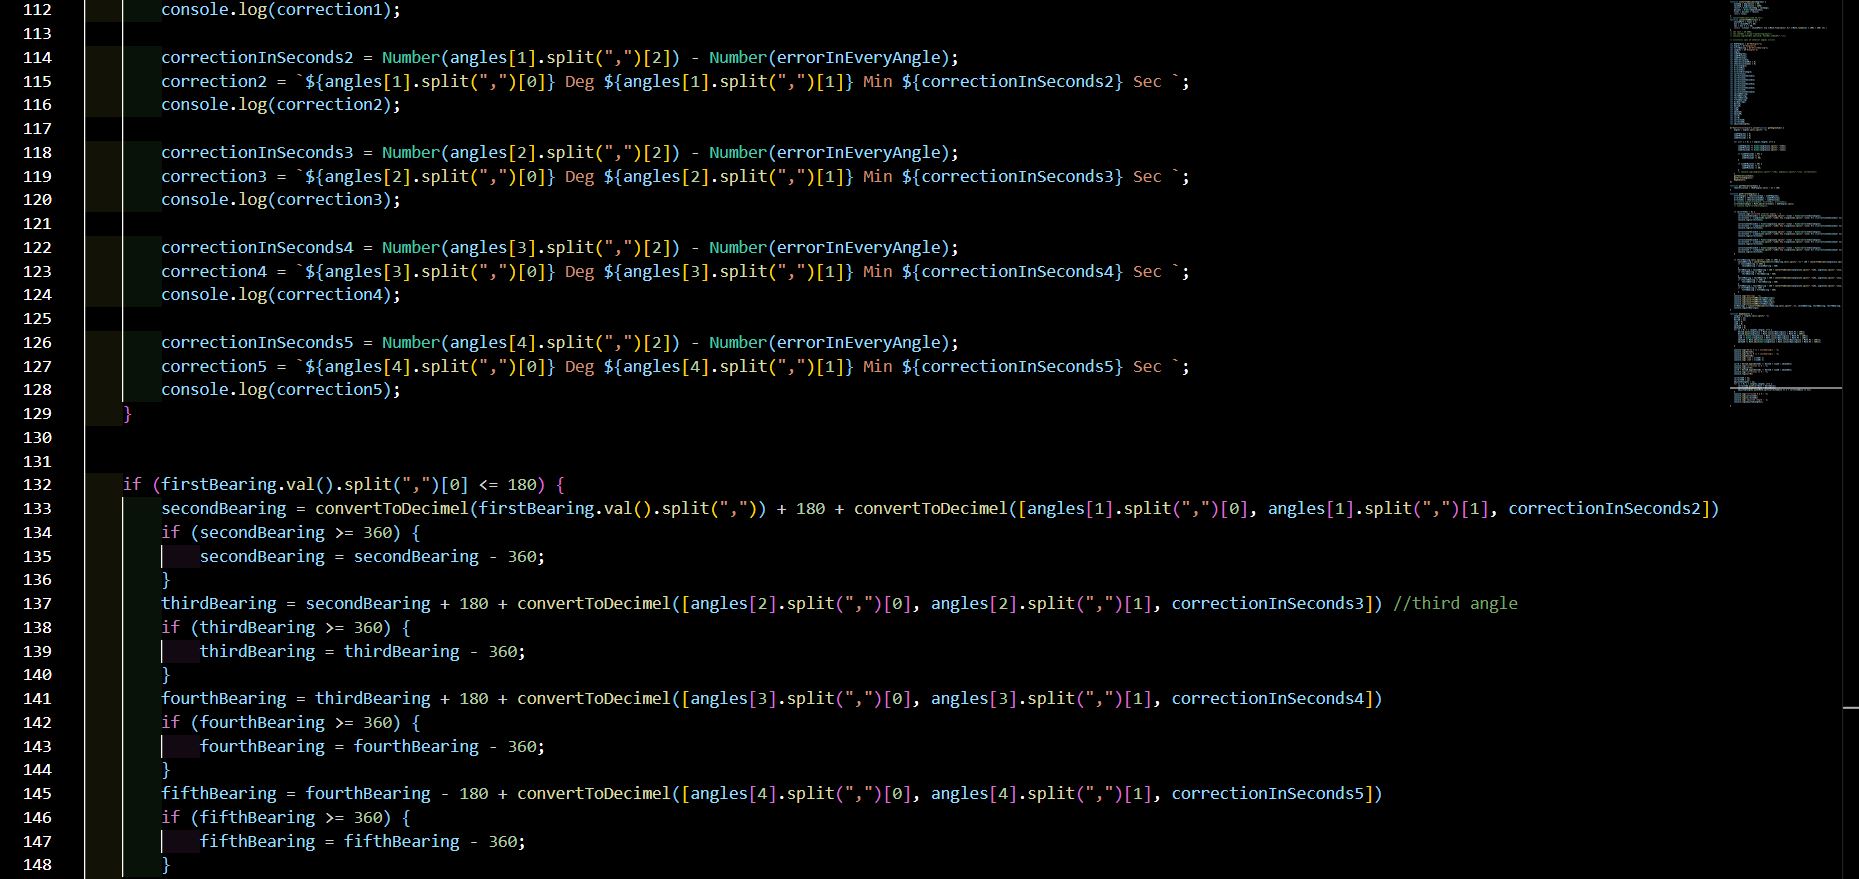 112 console.log(correction1);
113
114 correctionInSeconds2 = Number(angles[1].split(",")[2]) - Number(errorInEveryAngle);
115 correction2 = `${angles[1].split(",")[0]} Deg ${angles[1].split(",")[1]} Min ${correctionInSeconds2} Sec `;
116 console.log(correction2);
117
118 correctionInSeconds3 = Number(angles[2].split(",")[2]) - Number(errorInEveryAngle);
119 correction3 = `${angles[2].split(",")[0]} Deg ${angles[2].split(",")[1]} Min ${correctionInSeconds3} Sec `;
120 console.log(correction3);
121
122 correctionInSeconds4 = Number(angles[3].split(",")[2]) - Number(errorInEveryAngle);
123 correction4 = `${angles[3].split(",")[0]} Deg ${angles[3].split(",")[1]} Min ${correctionInSeconds4} Sec `;
124 console.log(correction4);
125
126 correctionInSeconds5 = Number(angles[4].split(",")[2]) - Number(errorInEveryAngle);
127 correction5 = `${angles[4].split(",")[0]} Deg ${angles[4].split(",")[1]} Min ${correctionInSeconds5} Sec `;
128 console.log(correction5);
129 }
130
131
132 if (firstBearing.val().split(",")[0] <= 180) {
133 secondBearing = convertToDecimel(firstBearing.val().split(",")) + 180 + convertToDecimel([angles[1].split(",")[0], angles[1].split(",")[1], correctionInSeconds2])
134 if (secondBearing >= 360) {
135 secondBearing = secondBearing - 360;
136 }
137 thirdBearing = secondBearing + 180 + convertToDecimel([angles[2].split(",")[0], angles[2].split(",")[1], correctionInSeconds3]) //third angle
138 if (thirdBearing >= 360) {
139 thirdBearing = thirdBearing - 360;
140 }
141 fourthBearing = thirdBearing + 180 + convertToDecimel([angles[3].split(",")[0], angles[3].split(",")[1], correctionInSeconds4])
142 if (fourthBearing >= 360) {
143 fourthBearing = fourthBearing - 360;
144 }
145 fifthBearing = fourthBearing - 180 + convertToDecimel([angles[4].split(",")[0], angles[4].split(",")[1], correctionInSeconds5])
146 if (fifthBearing >= 360) {
147 fifthBearing = fifthBearing - 360;
148 }